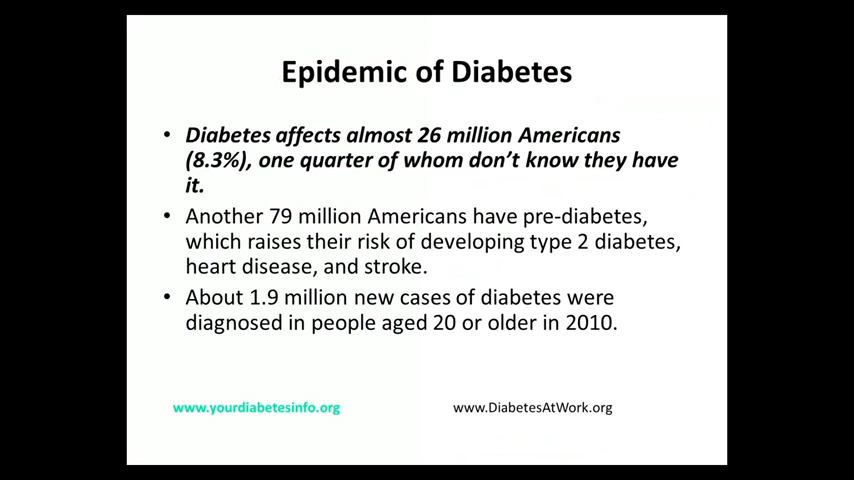 Epidemic of Diabetes
• Diabetes affects almost 26 million Americans
(8.3%), one quarter of whom don't know they have
it.
• Another 79 million Americans have pre-diabetes,
which raises their risk of developing type 2 diabetes,
heart disease, and stroke.
• About 1.9 million new cases of diabetes were
diagnosed in people aged 20 or older in 2010.
www.yourdiabetesinfo.org
www.DiabetesAtWork.org